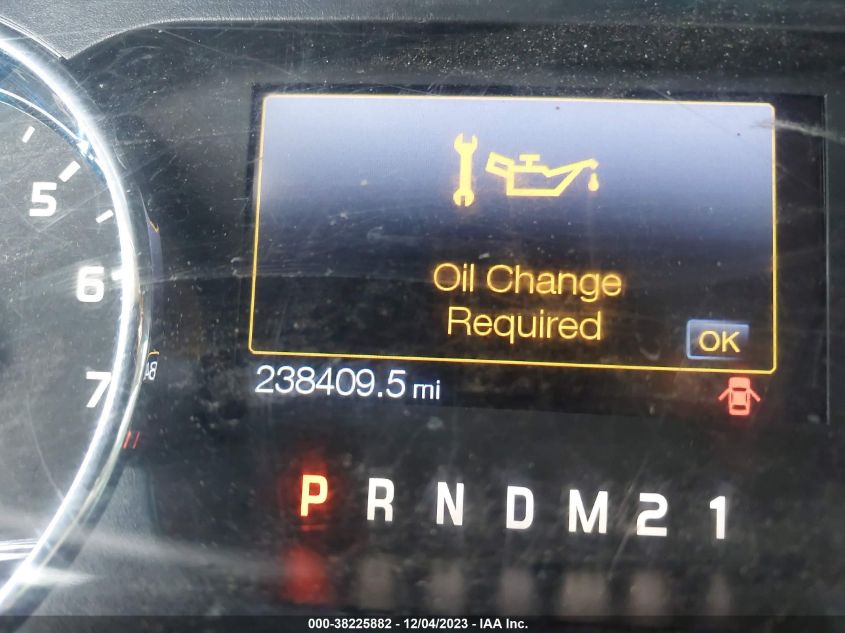 5
6
7
Oil Change
Required
OK
238409.5 mi
P R N D M 2 1
000-38225882 - 12/04/2023 - IAA, Inc.